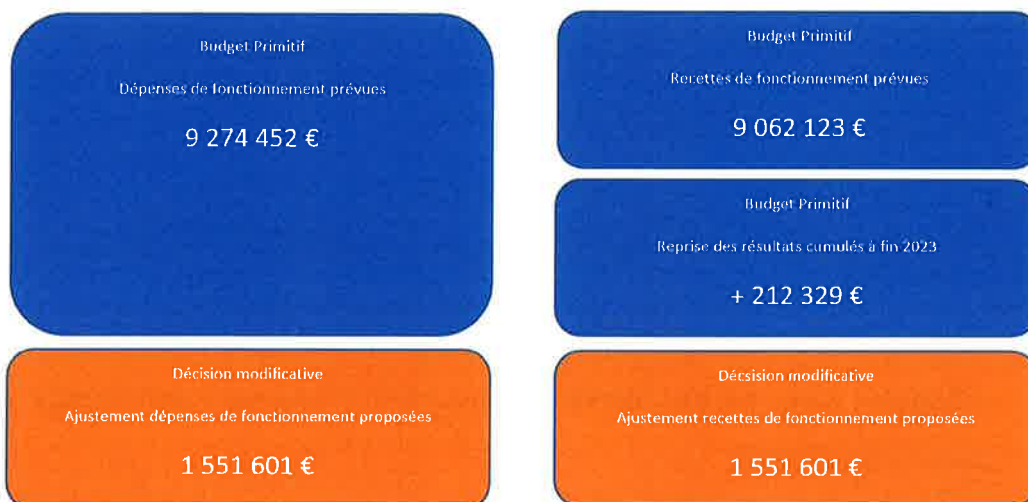 Budget Primitif
Dépenses de fonctionnement prévues
9 274 452 €
Budget Primitif
Recettes de fonctionnement prévues
9 062 123 €
Budget Primitif
Reprise des résultats cumulés à fin 2023
+ 212 329 €
Décision modificative
Ajustement dépenses de fonctionnement proposées
1 551 601 €
Décsision modificative
Ajustement recettes de fonctionnement proposées
1 551 601 €